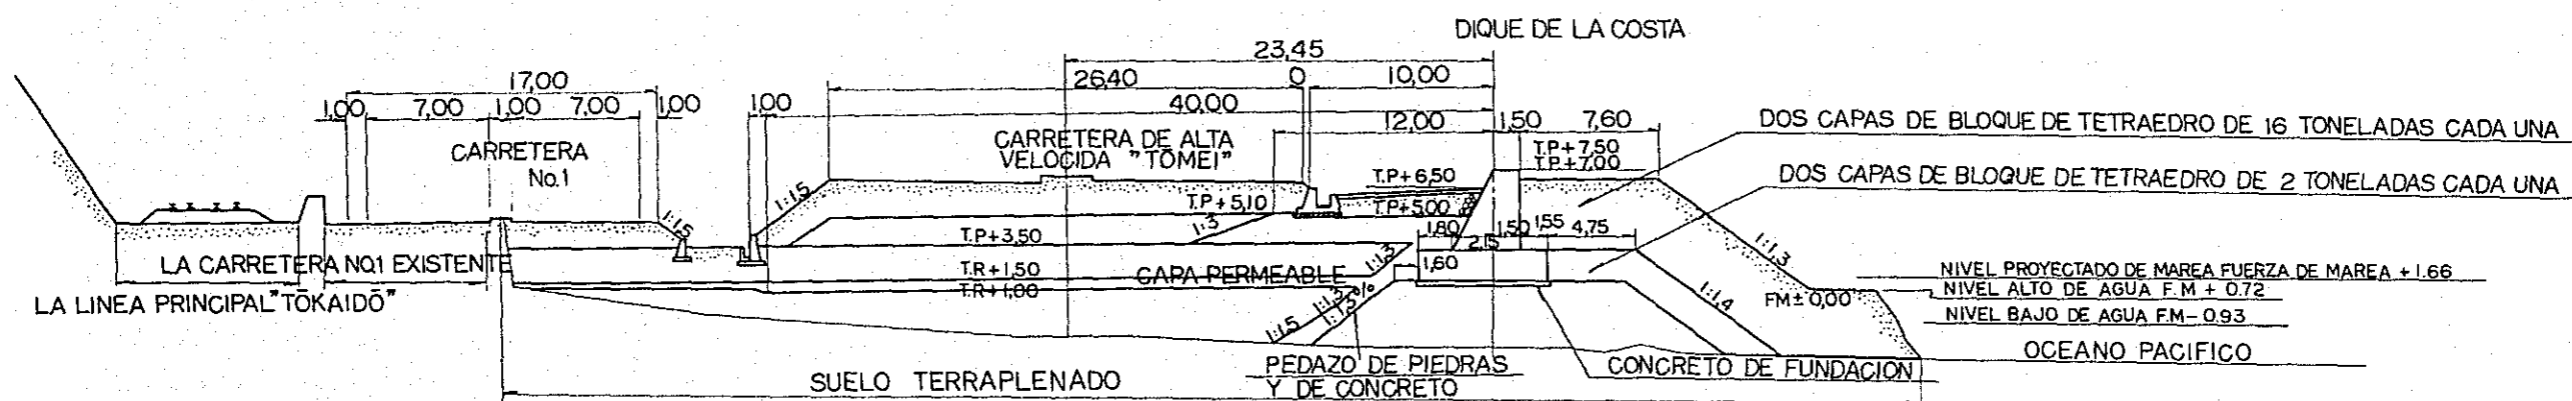 DIQUE DE LA COSTA
23,45
17,00
26,40
0
10,00
1,00 7,00 1,00 7,00 1,00
1,00
40,00
12,00
1,50
7,60
DOS CAPAS DE BLOQUE DE TETRAEDRO DE 16 TONELADAS CADA UNA
CARRETERA
No.1
CARRETERA DE ALTA
VELOCIDA "TŌMEI"
T.P+7,50
T.P+7,00
DOS CAPAS DE BLOQUE DE TETRAEDRO DE 2 TONELADAS CADA UNA
T.P+6,50
1:1.5
T.P+5,10
T.P+5,00
1:1.5
1:3
1,80
2,15
1,50
1,55
4,75
T.P+3,50
1:1.3
1:1.3
LA CARRETERA NO.1 EXISTENTE
T.R+1,50
CAPA PERMEABLE
1,60
NIVEL PROYECTADO DE MAREA FUERZA DE MAREA +1.66
T.R+1,00
FM±0,00
NIVEL ALTO DE AGUA F.M + 0.72
LA LINEA PRINCIPAL "TŌKAIDŌ"
1:1.3
1:1.4
NIVEL BAJO DE AGUA F.M-0.93
1:1.5
OCEANO PACIFICO
PEDAZO DE PIEDRAS
Y DE CONCRETO
CONCRETO DE FUNDACION
SUELO TERRAPLENADO